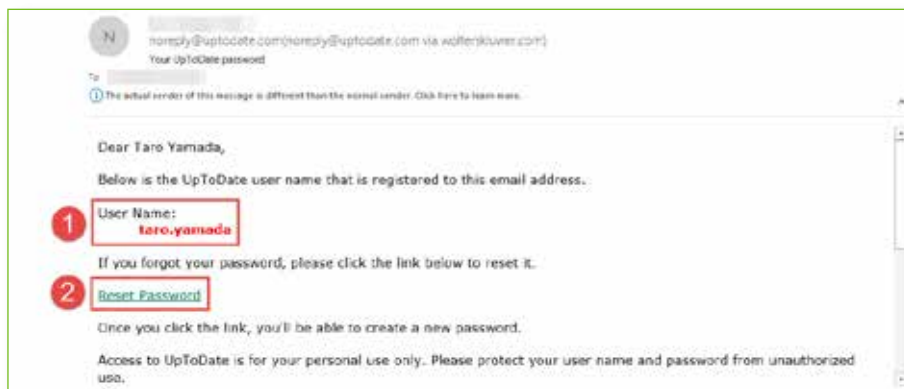 N
noreply@uptodate.com(noreply@uptodate.com via wolterskluwer.com)
Your UpToDate password
To
The actual sender of this message is different than the normal sender. Click here to learn more.
Dear Taro Yamada,
Below is the UpToDate user name that is registered to this email address.
1
User Name:
taro.yamada
If you forgot your password, please click the link below to reset it.
2
Reset Password
Once you click the link, you'll be able to create a new password.
Access to UpToDate is for your personal use only. Please protect your user name and password from unauthorized
use.